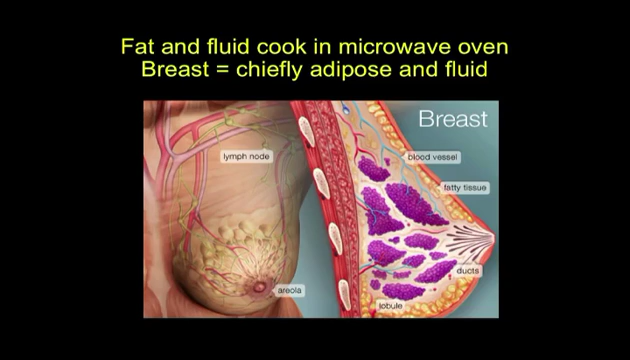 Fat and fluid cook in microwave oven
Breast = chiefly adipose and fluid
Breast
lymph node
blood vessel
fatty tissue
ducts
areola
lobule